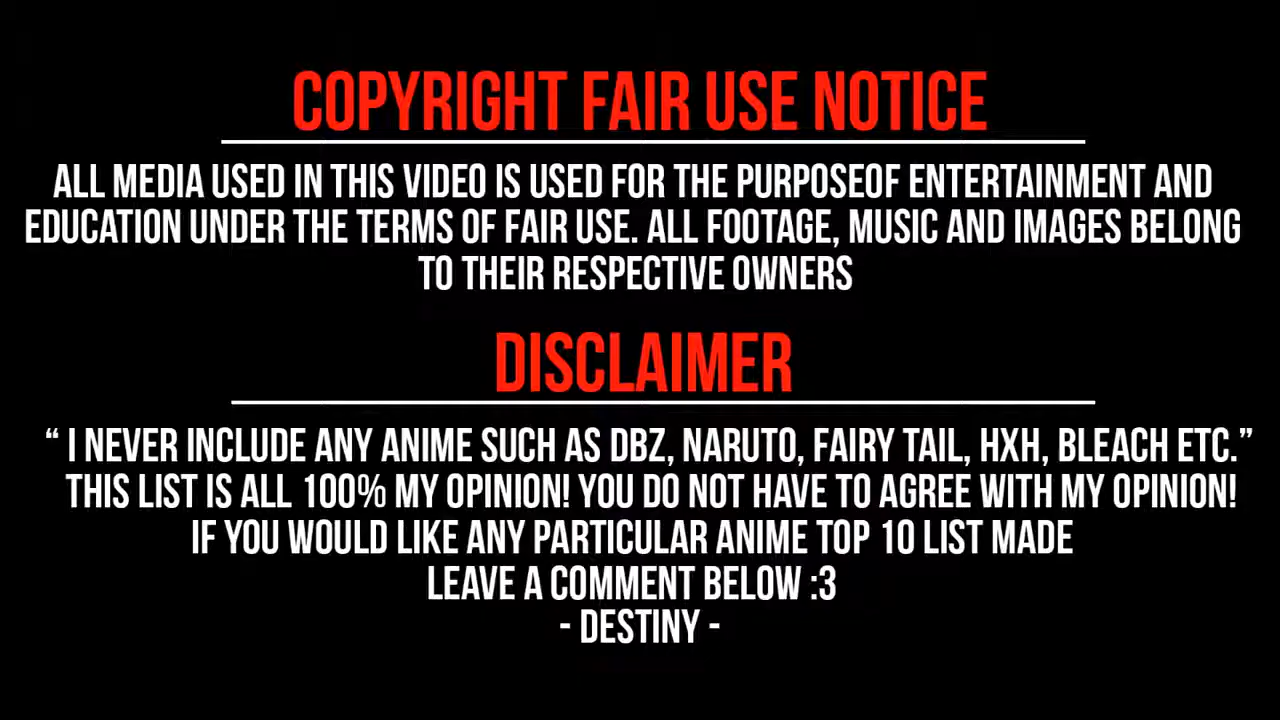 COPYRIGHT FAIR USE NOTICE
ALL MEDIA USED IN THIS VIDEO IS USED FOR THE PURPOSEOF ENTERTAINMENT AND
EDUCATION UNDER THE TERMS OF FAIR USE. ALL FOOTAGE, MUSIC AND IMAGES BELONG
TO THEIR RESPECTIVE OWNERS
DISCLAIMER
“ I NEVER INCLUDE ANY ANIME SUCH AS DBZ, NARUTO, FAIRY TAIL, HXH, BLEACH ETC.”
THIS LIST IS ALL 100% MY OPINION! YOU DO NOT HAVE TO AGREE WITH MY OPINION!
IF YOU WOULD LIKE ANY PARTICULAR ANIME TOP 10 LIST MADE
LEAVE A COMMENT BELOW :3
- DESTINY -